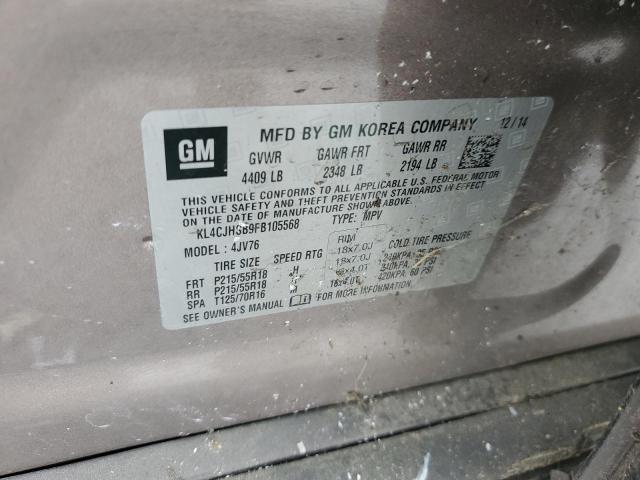 GM
MFD BY GM KOREA COMPANY 12/14
GVWR GAWR FRT GAWR RR
4409 LB 2348 LB 2194 LB
THIS VEHICLE CONFORMS TO ALL APPLICABLE U.S. FEDERAL MOTOR
VEHICLE SAFETY AND THEFT PREVENTION STANDARDS IN EFFECT
ON THE DATE OF MANUFACTURE SHOWN ABOVE.
KL4CJHSB9FB105568 TYPE: MPV
MODEL: 4JV76
TIRE SIZE SPEED RTG RIM COLD TIRE PRESSURE
FRT P215/55R18 H 18x7.0J
RR P215/55R18 18x7.0J
SPA T125/70R16 M 16x4.0T 420KPA, 60 PSI
SEE OWNER'S MANUAL FOR MORE INFORMATION.